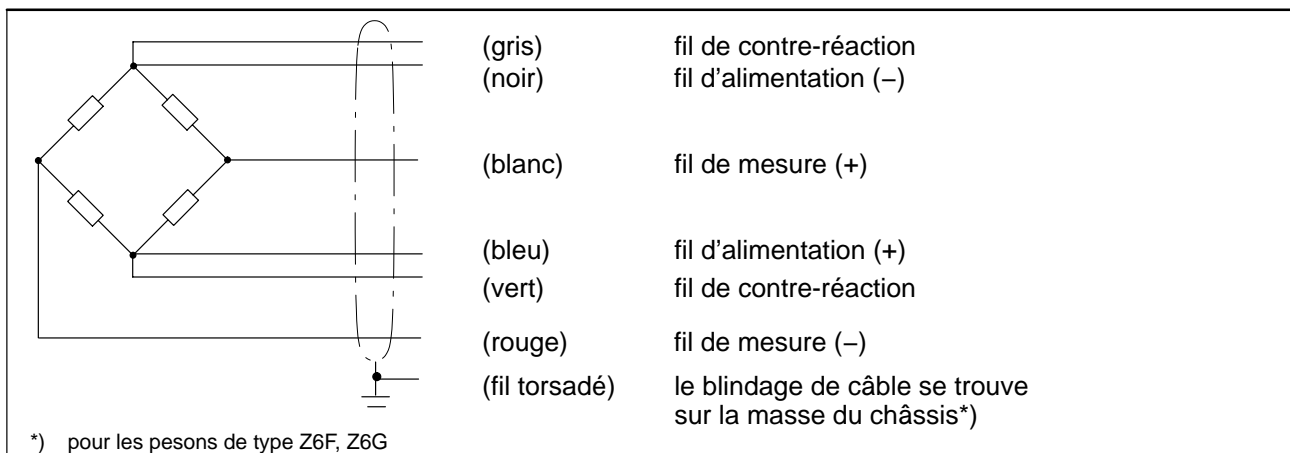 (gris) fil de contre-réaction
(noir) fil d’alimentation (−)
(blanc) fil de mesure (+)
(bleu) fil d’alimentation (+)
(vert) fil de contre-réaction
(rouge) fil de mesure (−)
(fil torsadé) le blindage de câble se trouve
sur la masse du châssis*)
*) pour les pesons de type Z6F, Z6G